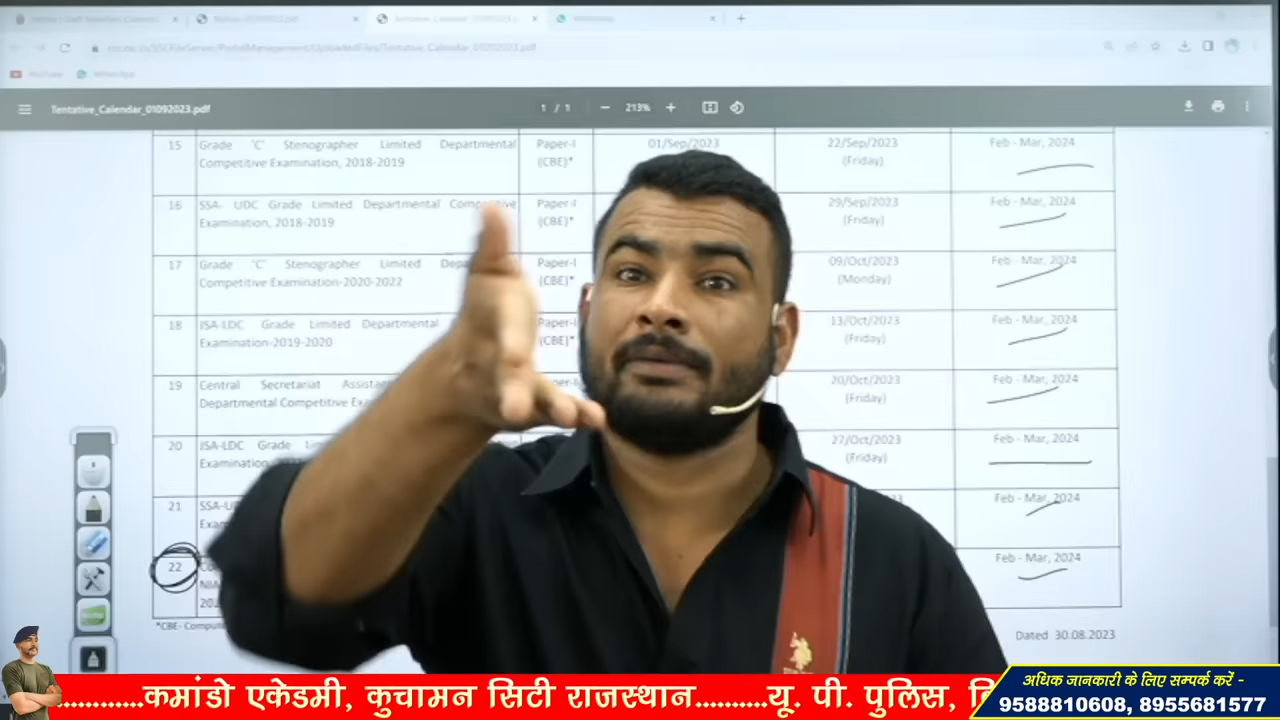 Tentative_Calendar_01092023.pdf
1 / 1
213%
15 Grade 'C' Stenographer Limited Departmental Competitive Examination, 2018-2019 Paper-I (CBE)* 01/Sep/2023 22/Sep/2023 (Friday) Feb - Mar, 2024
16 SSA- UDC Grade Limited Departmental Competitive Examination, 2018-2019 Paper-I (CBE)* 29/Sep/2023 (Friday) Feb - Mar, 2024
17 Grade 'C' Stenographer Limited Competitive Examination-2020-2022 Paper-I (CBE)* 09/Oct/2023 (Monday) Feb - Mar, 2024
18 JSA-LDC Grade Limited Departmental Examination-2019-2020 Paper-I (CBE)* 13/Oct/2023 (Friday) Feb - Mar, 2024
19 Central Secretariat Departmental Competitive 20/Oct/2023 (Friday) Feb - Mar, 2024
20 JSA-LDC Grade 27/Oct/2023 (Friday) Feb - Mar, 2024
21 Feb - Mar, 2024
22 Feb - Mar, 2024
*CBE-
Dated 30.08.2023
............कमांडो एकेडमी, कुचामन सिटी राजस्थान..........यू. पी. पुलिस,
अधिक जानकारी के लिए सम्पर्क करें -
9588810608, 8955681577